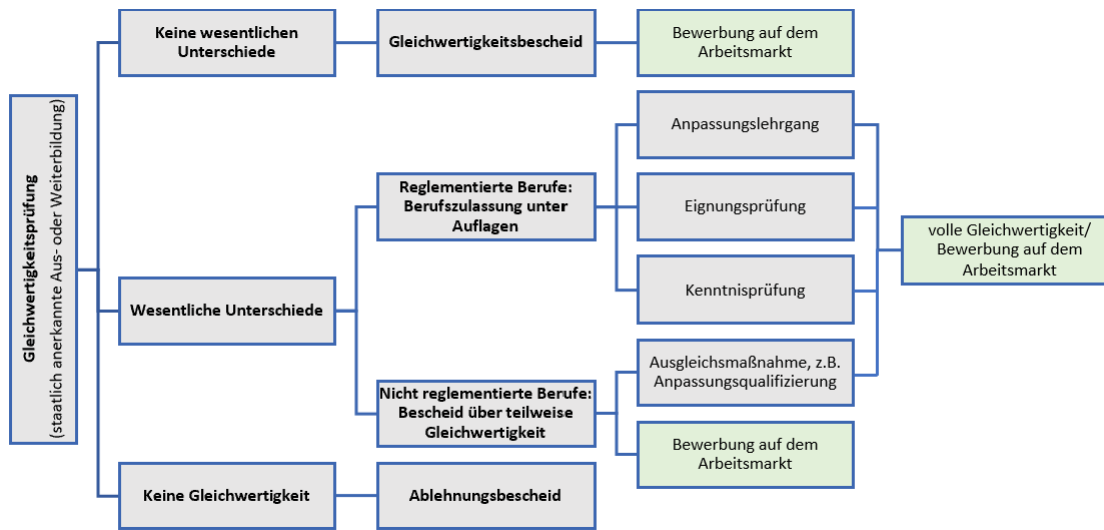 Gleichwertigkeitsprüfung
(staatlich anerkannte Aus- oder Weiterbildung)
Keine wesentlichen
Unterschiede
Gleichwertigkeitsbescheid
Bewerbung auf dem
Arbeitsmarkt
Wesentliche Unterschiede
Reglementierte Berufe:
Berufszulassung unter
Auflagen
Anpassungslehrgang
Eignungsprüfung
Kenntnisprüfung
Nicht reglementierte Berufe:
Bescheid über teilweise
Gleichwertigkeit
Ausgleichsmaßnahme, z.B.
Anpassungsqualifizierung
Bewerbung auf dem
Arbeitsmarkt
volle Gleichwertigkeit/
Bewerbung auf dem
Arbeitsmarkt
Keine Gleichwertigkeit
Ablehnungsbescheid